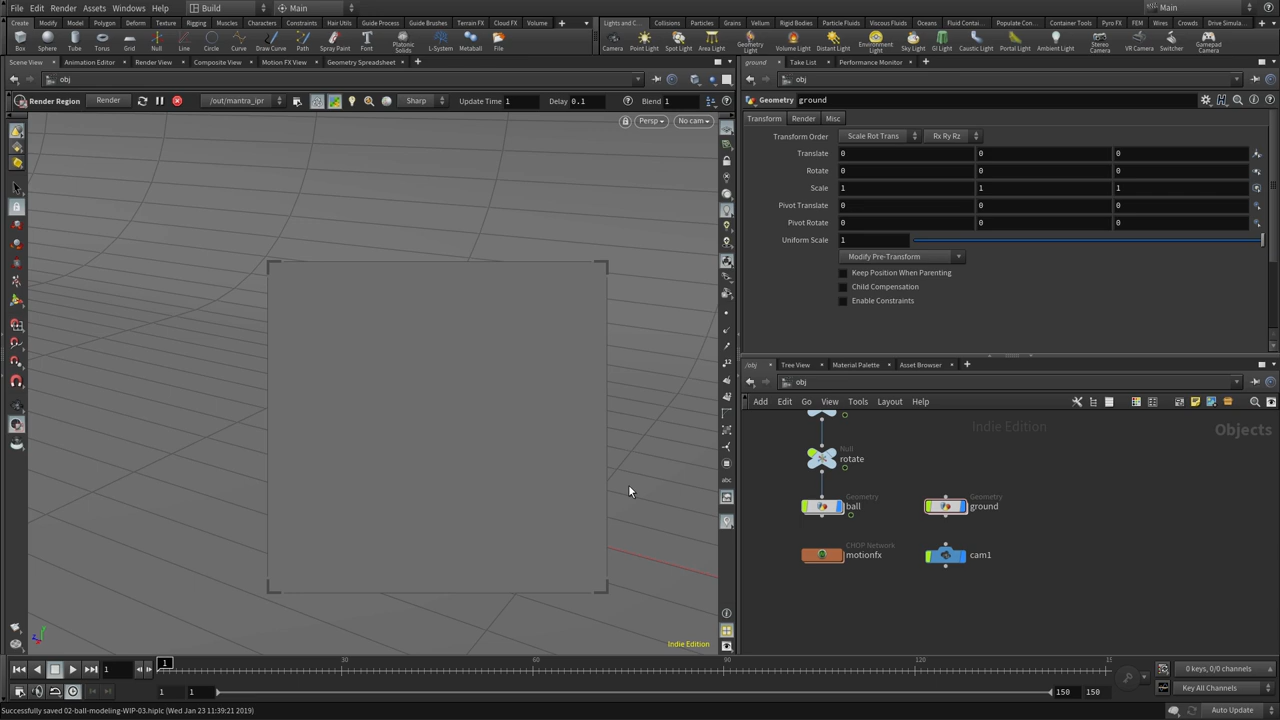 File Edit Render Assets Windows Help Build Main Main
Create Modify Model Polygon Deform Texture Rigging Muscles Characters Constraints Hair Utils Guide Process Guide Brushes Terrain FX Cloud FX Volume
Lights and C... Collisions Particles Grains Vellum Rigid Bodies Particle Fluids Viscous Fluids Oceans Fluid Contai... Populate Con... Container Tools Pyro FX FEM Wires Crowds Drive Simula...
Box Sphere Tube Torus Grid Null Line Circle Curve Draw Curve Path Spray Paint Font Platonic Solids L-System Metaball File
Camera Point Light Spot Light Area Light Geometry Light Volume Light Distant Light Environment Light Sky Light GI Light Caustic Light Portal Light Ambient Light Stereo Camera VR Camera Switcher Gamepad Camera
Scene View Animation Editor Render View Composite View Motion FX View Geometry Spreadsheet
ground Take List Performance Monitor
obj
obj
Render Region Render /out/mantra_ipr Sharp Update Time 1 Delay 0.1 Blend 1
Geometry ground
Persp No cam
Transform Render Misc
Transform Order Scale Rot Trans Rx Ry Rz
Translate 0 0 0
Rotate 0 0 0
Scale 1 1 1
Pivot Translate 0 0 0
Pivot Rotate 0 0 0
Uniform Scale 1
Modify Pre-Transform
Keep Position When Parenting
Child Compensation
Enable Constraints
/obj Tree View Material Palette Asset Browser
obj
Add Edit Go View Tools Layout Help
Indie Edition Objects
Null
rotate
Geometry
ball
Geometry
ground
CHOP Network
motionfx
cam1
abc
Indie Edition
1 1 30 60 90 120 15
0 keys, 0/0 channels
1 1 150 150
Key All Channels
Successfully saved 02-ball-modeling-WIP-03.hiplc (Wed Jan 23 11:39:21 2019)
Auto Update